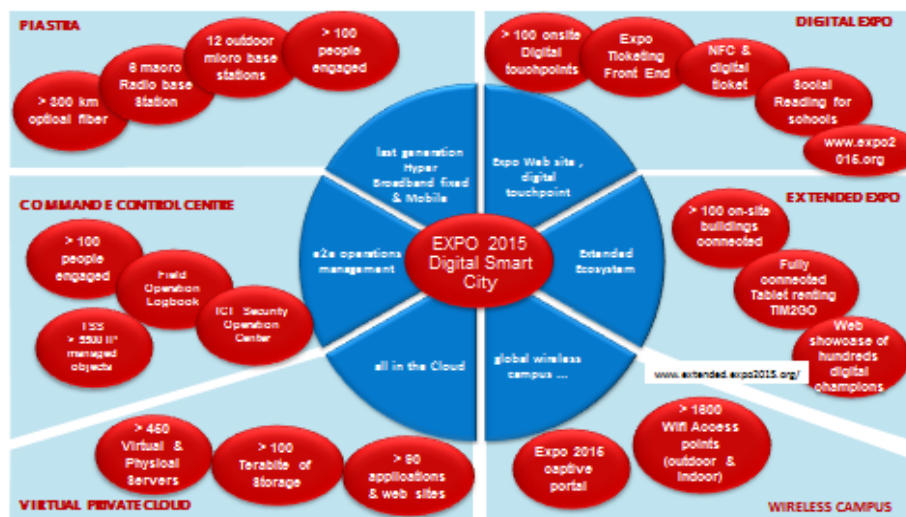 PIASTRA
> 300 km
optical fiber
6 macro
Radio base
Station
12 outdoor
micro base
stations
> 100
people
engaged
DIGITAL EXPO
> 100 onsite
Digital
touchpoints
Expo
Ticketing
Front End
NFC &
digital
ticket
Social
Reading for
schools
www.expo2
015.org
last generation
Hyper
Broadband fixed
& Mobile
Expo Web site ,
digital
touchpoint
COMMAND E CONTROL CENTRE
> 100
people
engaged
Field
Operation
Logbook
ICT Security
Operation
Center
TSS
> 5500 IP
managed
objects
e2e operations
management
EXPO 2015
Digital Smart
City
Extended
Ecosystem
EXTENDED EXPO
> 100 on-site
buildings
connected
Fully
connected
Tablet renting
TIM2GO
Web
showcase of
hundreds
digital
champions
www.extended.expo2015.org/
all in the Cloud
global wireless
campus ...
> 450
Virtual &
Physical
Servers
> 100
Terabite of
Storage
> 90
applications
& web sites
VIRTUAL PRIVATE CLOUD
Expo 2015
captive
portal
> 1600
Wifi Access
points
(outdoor &
Indoor)
WIRELESS CAMPUS